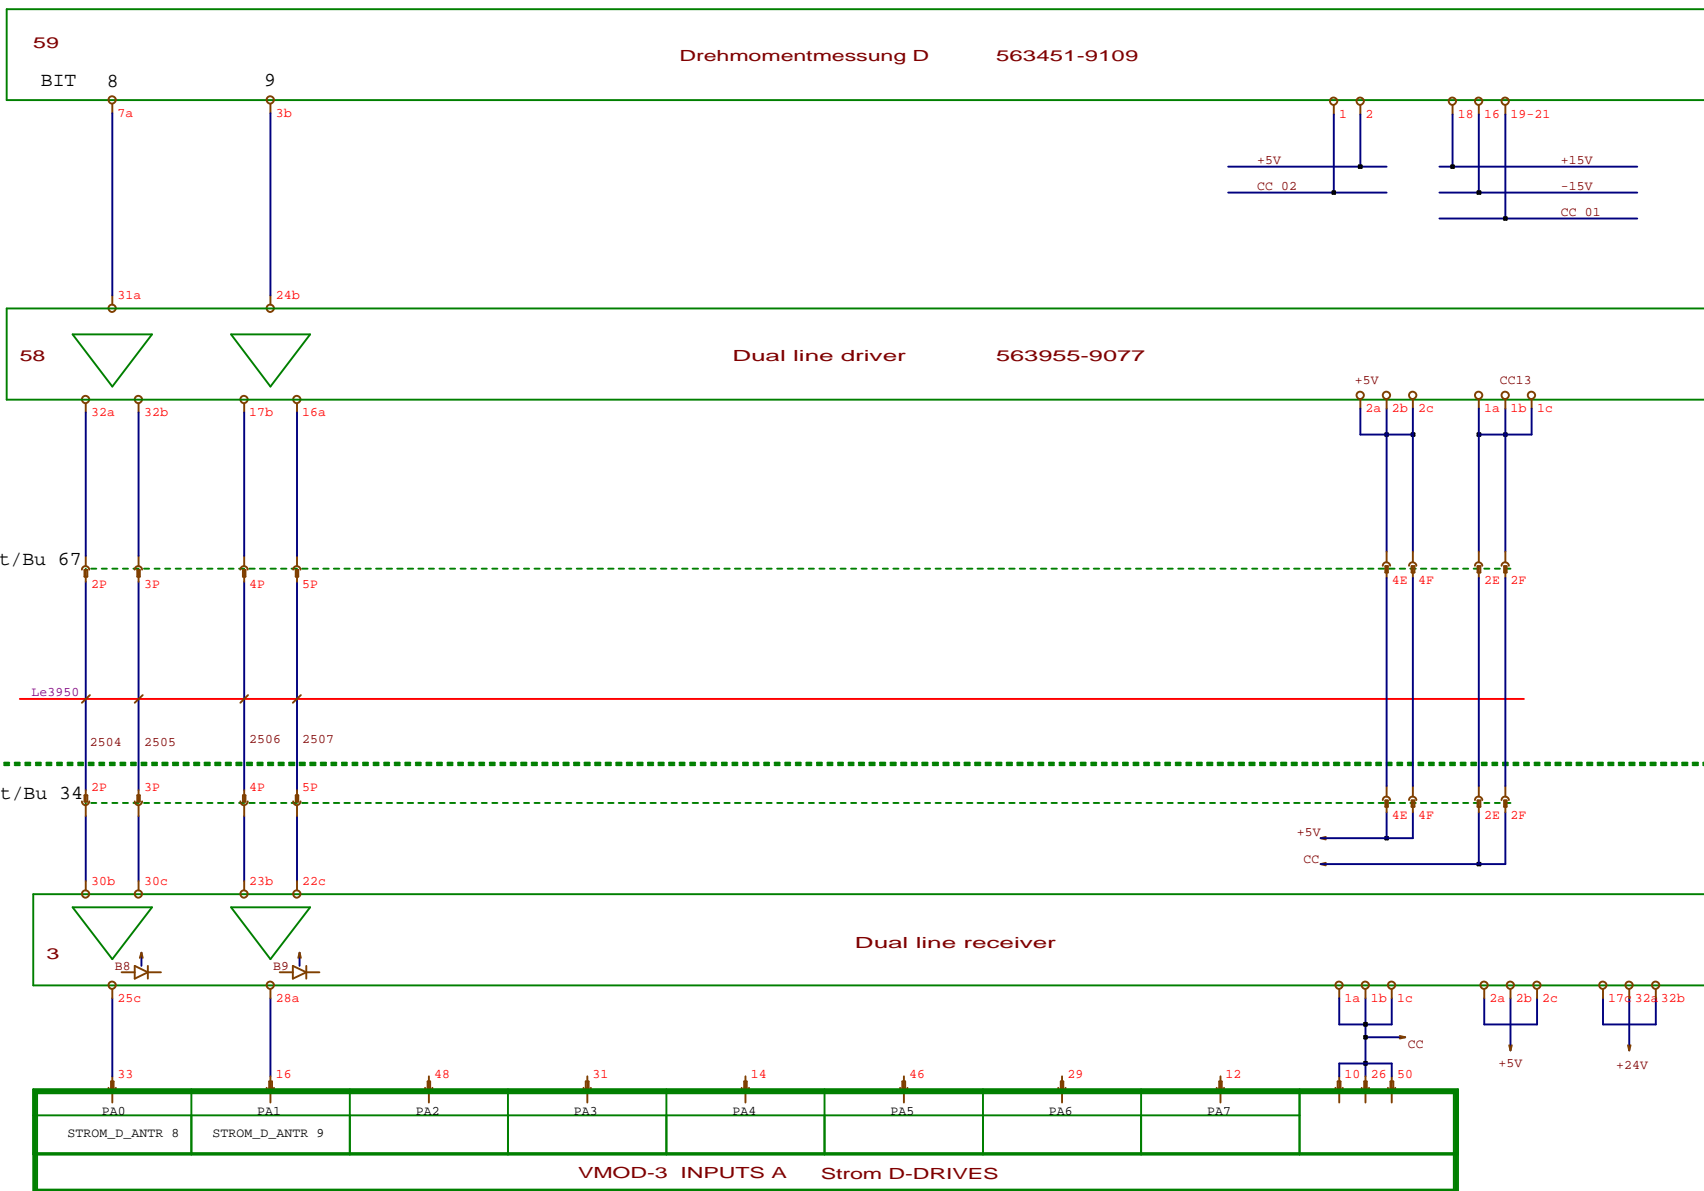 59
Drehmomentmessung D 563451-9109
BIT 8 9
7a 3b 1 2 18 16 19-21
+5V +15V
CC 02 -15V
CC 01
31a 24b
58 Dual line driver 563955-9077
+5V CC13
32a 32b 17b 16a 2a 2b 2c 1a 1b 1c
t/Bu 67
2P 3P 4P 5P 4E 4F 2E 2F
Le3950
2504 2505 2506 2507
t/Bu 34 2P 3P 4P 5P
4E 4F 2E 2F
+5V
CC
30b 30c 23b 22c
3 Dual line receiver
B8 B9
25c 28a 1a 1b 1c 2a 2b 2c 17c 32a 32b
CC
+5V +24V
33 16 48 31 14 46 29 12 10 26 50
PA0 PA1 PA2 PA3 PA4 PA5 PA6 PA7
STROM_D_ANTR 8 STROM_D_ANTR 9
VMOD-3 INPUTS A Strom D-DRIVES